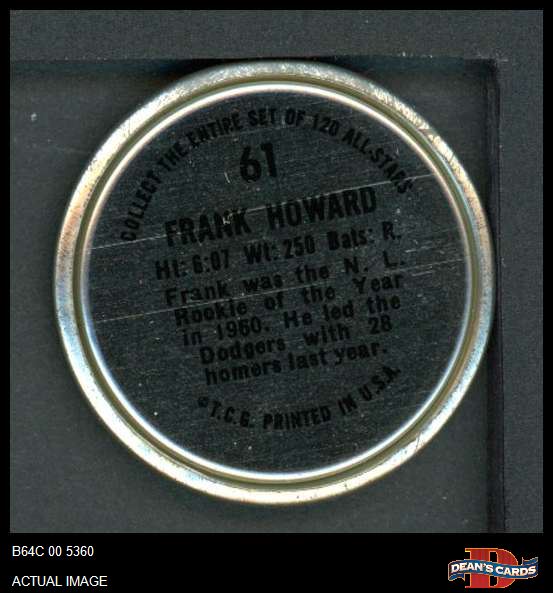 COLLECT THE ENTIRE SET OF 120 ALL-STARS
61
FRANK HOWARD
Ht: 6:07 Wt: 250 Bats: R.
Frank was the N. L.
Rookie of the Year
in 1960. He led the
Dodgers with 28
homers last year.
©T.C.G. PRINTED IN U.S.A.
B64C 00 5360
ACTUAL IMAGE
D
DEAN'S CARDS